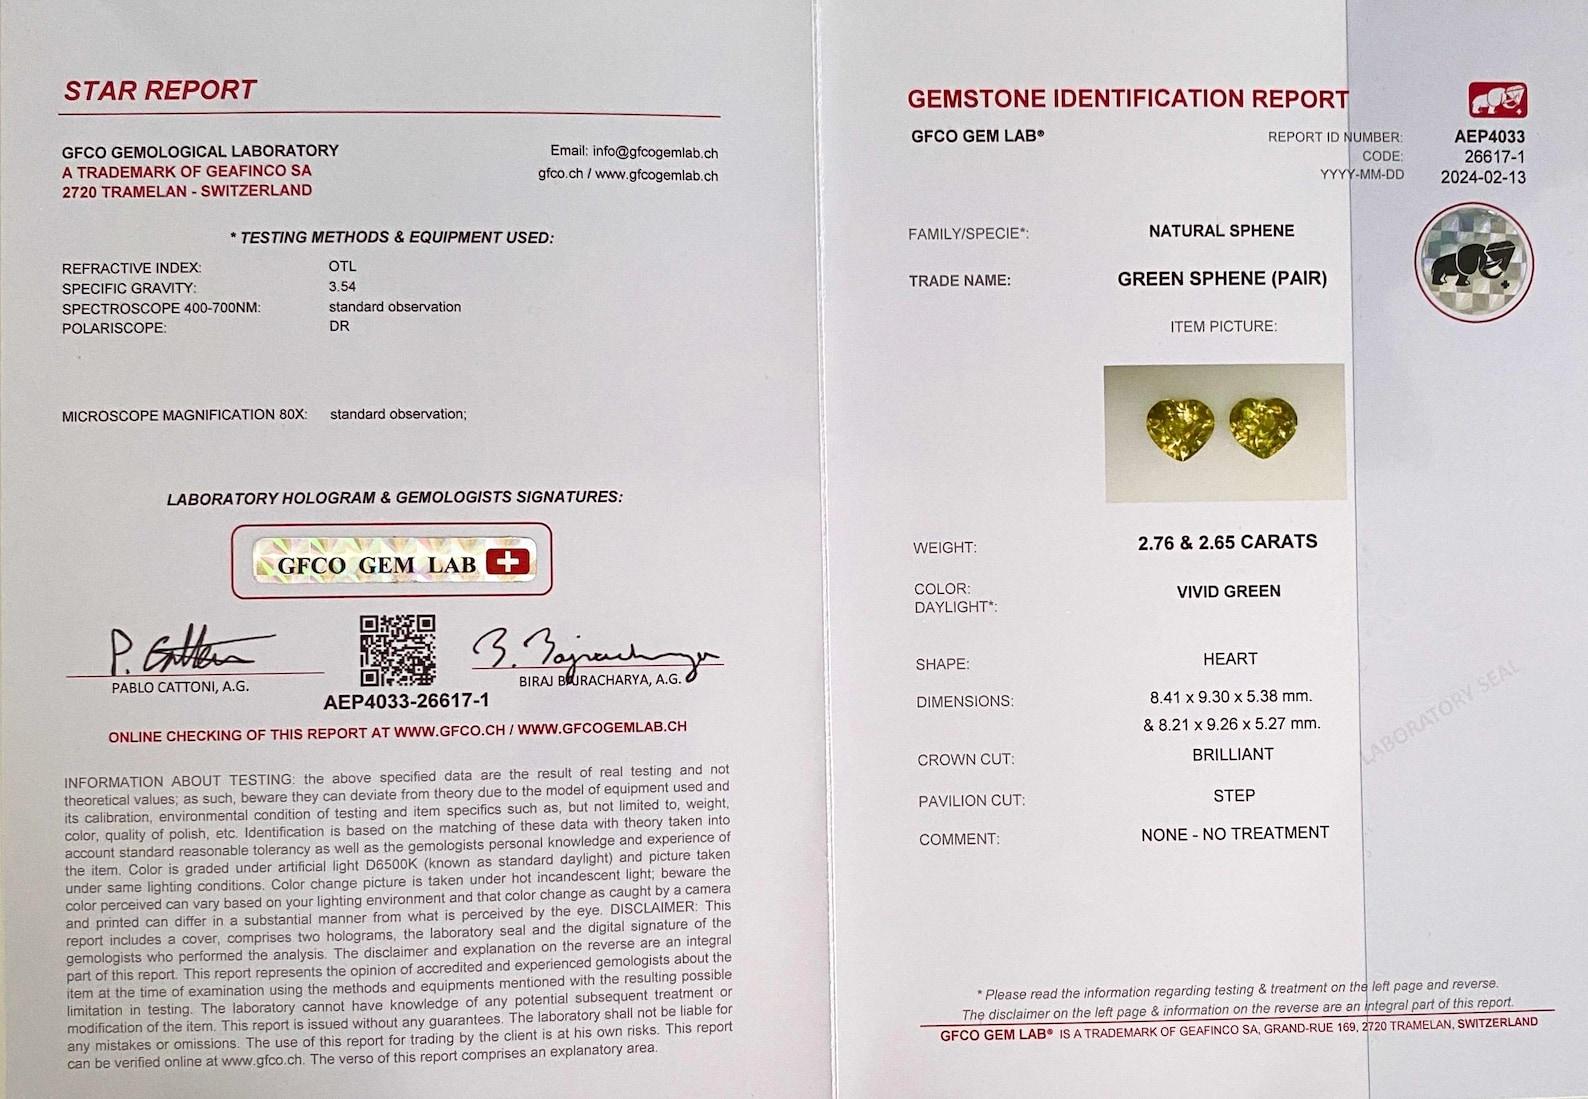 STAR REPORT
GFCO GEMOLOGICAL LABORATORY
A TRADEMARK OF GEAFINCO SA
2720 TRAMELAN - SWITZERLAND
Email: info@gfcogemlab.ch
gfco.ch / www.gfcogemlab.ch
* TESTING METHODS & EQUIPMENT USED:
REFRACTIVE INDEX: OTL
SPECIFIC GRAVITY: 3.54
SPECTROSCOPE 400-700NM: standard observation
POLARISCOPE: DR
MICROSCOPE MAGNIFICATION 80X: standard observation;
LABORATORY HOLOGRAM & GEMOLOGISTS SIGNATURES:
GFCO GEM LAB
P. Cattoni
B. Bajracharya
PABLO CATTONI, A.G.
BIRAJ BAJRACHARYA, A.G.
AEP4033-26617-1
ONLINE CHECKING OF THIS REPORT AT WWW.GFCO.CH / WWW.GFCOGEMLAB.CH
INFORMATION ABOUT TESTING: the above specified data are the result of real testing and not
theoretical values; as such, beware they can deviate from theory due to the model of equipment used and
its calibration, environmental condition of testing and item specifics such as, but not limited to, weight,
color, quality of polish, etc. Identification is based on the matching of these data with theory taken into
account standard reasonable tolerancy as well as the gemologists personal knowledge and experience of
the item. Color is graded under artificial light D6500K (known as standard daylight) and picture taken
under same lighting conditions. Color change picture is taken under hot incandescent light; beware the
color perceived can vary based on your lighting environment and that color change as caught by a camera
and printed can differ in a substantial manner from what is perceived by the eye. DISCLAIMER: This
report includes a cover, comprises two holograms, the laboratory seal and the digital signature of the
gemologists who performed the analysis. The disclaimer and explanation on the reverse are an integral
part of this report. This report represents the opinion of accredited and experienced gemologists about the
item at the time of examination using the methods and equipments mentioned with the resulting possible
limitation in testing. The laboratory cannot have knowledge of any potential subsequent treatment or
modification of the item. This report is issued without any guarantees. The laboratory shall not be liable for
any mistakes or omissions. The use of this report for trading by the client is at his own risks. This report
can be verified online at www.gfco.ch. The verso of this report comprises an explanatory area.
GEMSTONE IDENTIFICATION REPORT
GFCO GEM LAB®
REPORT ID NUMBER: AEP4033
CODE: 26617-1
YYYY-MM-DD 2024-02-13
FAMILY/SPECIE*: NATURAL SPHENE
TRADE NAME: GREEN SPHENE (PAIR)
ITEM PICTURE:
WEIGHT: 2.76 & 2.65 CARATS
COLOR:
DAYLIGHT*: VIVID GREEN
SHAPE: HEART
DIMENSIONS: 8.41 x 9.30 x 5.38 mm.
& 8.21 x 9.26 x 5.27 mm.
CROWN CUT: BRILLIANT
PAVILION CUT: STEP
COMMENT: NONE - NO TREATMENT
LABORATORY SEAL
* Please read the information regarding testing & treatment on the left page and reverse.
The disclaimer on the left page & information on the reverse are an integral part of this report.
GFCO GEM LAB® IS A TRADEMARK OF GEAFINCO SA, GRAND-RUE 169, 2720 TRAMELAN, SWITZERLAND